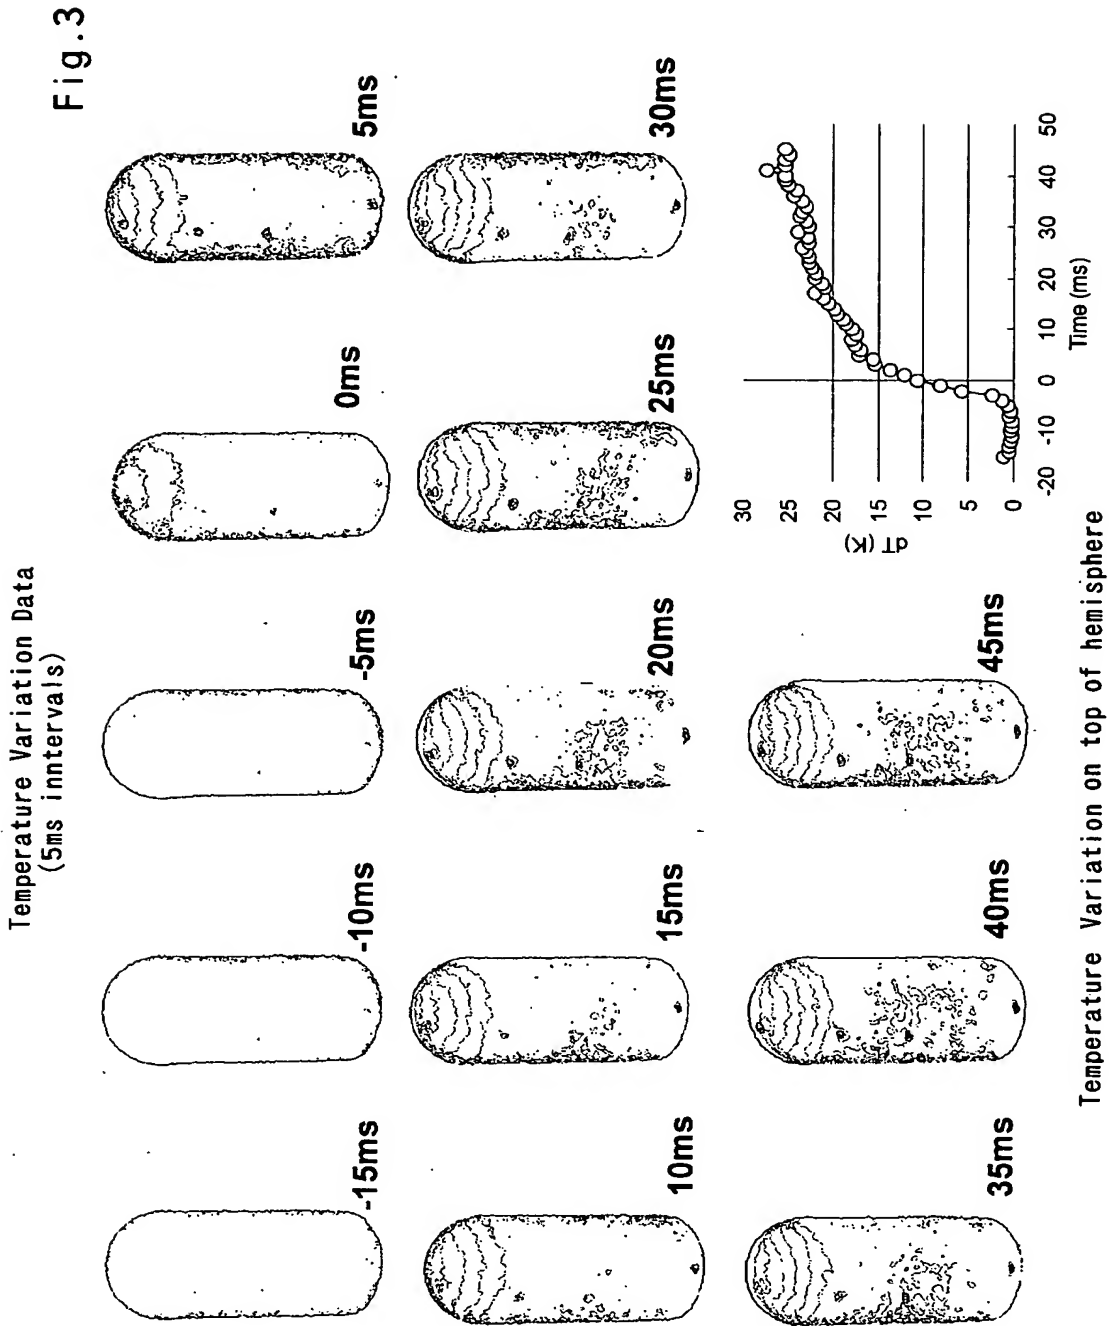 Fig.3
Temperature Variation Data
(5ms inntervals)
-15ms
-10ms
-5ms
0ms
5ms
10ms
15ms
20ms
25ms
30ms
35ms
40ms
45ms
dT (K)
30
25
20
15
10
5
0
-20
-10
0
10
20
30
40
50
Time (ms)
Temperature Variation on top of hemisphere